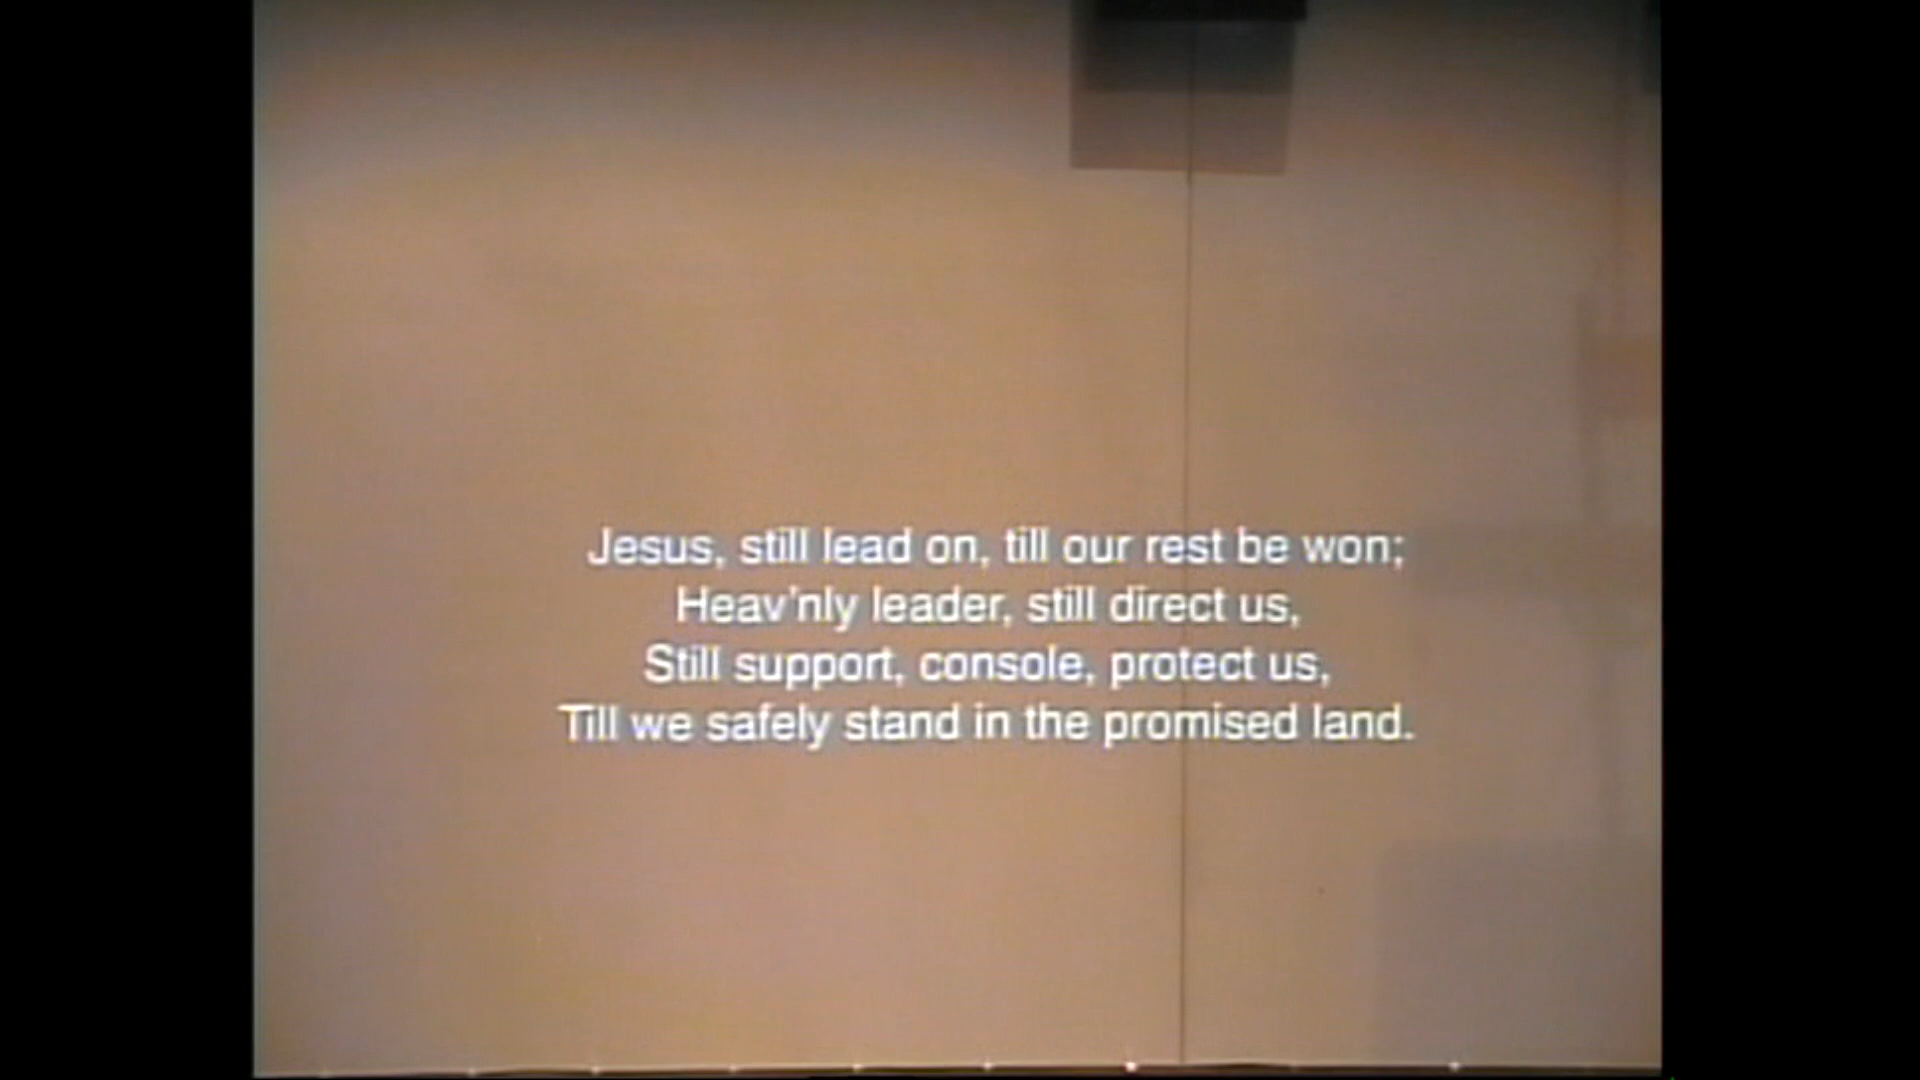 Jesus, still lead on, till our rest be won;
Heav'nly leader, still direct us,
Still support, console, protect us,
Till we safely stand in the promised land.